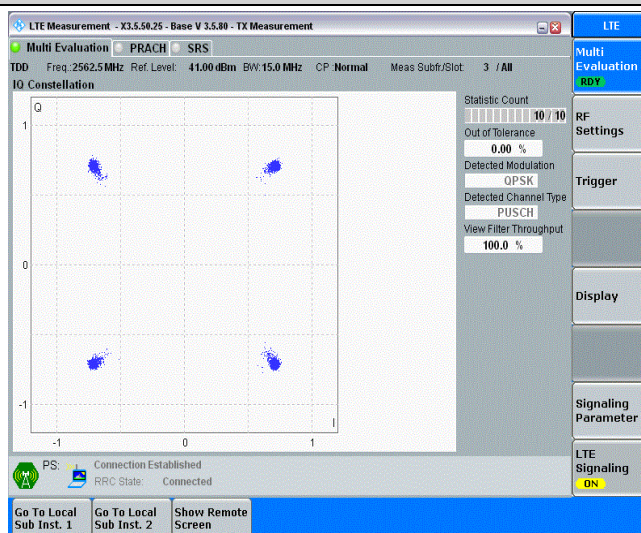 LTE Measurement - X3.5.50.25 - Base V 3.5.80 - TX Measurement
LTE
Multi Evaluation PRACH SRS
Multi Evaluation
RDY
TDD Freq.:2562.5 MHz Ref. Level: 41.00 dBm BW:15.0 MHz CP :Normal Meas Subfr./Slot: 3 / All
IQ Constellation
Q
1
0
-1
-1 0 1
I
Statistic Count
10 / 10
Out of Tolerance
0.00 %
Detected Modulation
QPSK
Detected Channel Type
PUSCH
View Filter Throughput
100.0 %
RF Settings
Trigger
Display
Signaling Parameter
LTE Signaling
ON
PS: Connection Established
RRC State: Connected
Go To Local Sub Inst. 1
Go To Local Sub Inst. 2
Show Remote Screen